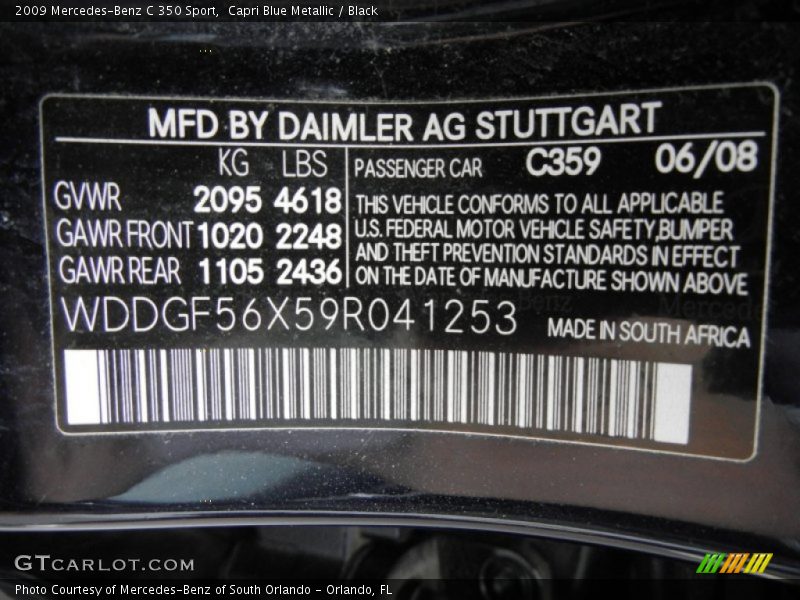 2009 Mercedes-Benz C 350 Sport, Capri Blue Metallic / Black
MFD BY DAIMLER AG STUTTGART
KG LBS
GVWR 2095 4618
GAWR FRONT 1020 2248
GAWR REAR 1105 2436
PASSENGER CAR C359 06/08
THIS VEHICLE CONFORMS TO ALL APPLICABLE
U.S. FEDERAL MOTOR VEHICLE SAFETY,BUMPER
AND THEFT PREVENTION STANDARDS IN EFFECT
ON THE DATE OF MANUFACTURE SHOWN ABOVE
WDDGF56X59R041253
MADE IN SOUTH AFRICA
GTCARLOT.COM
Photo Courtesy of Mercedes-Benz of South Orlando - Orlando, FL